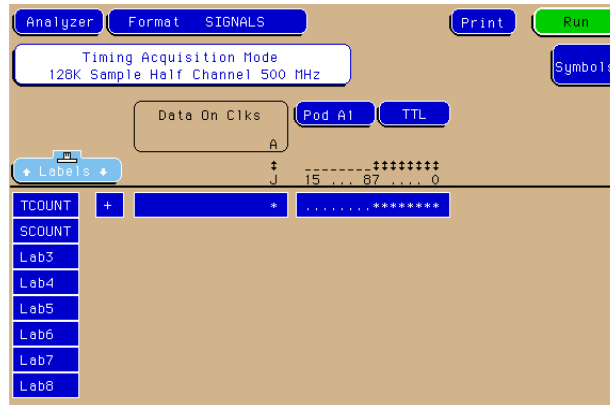 Analyzer Format SIGNALS Print Run
Timing Acquisition Mode
128K Sample Half Channel 500 MHz
Symbols
Data On Clks Pod A1 TTL
A
Labels
J 15 ... 87 .... 0
TCOUNT + * ........********
SCOUNT
Lab3
Lab4
Lab5
Lab6
Lab7
Lab8